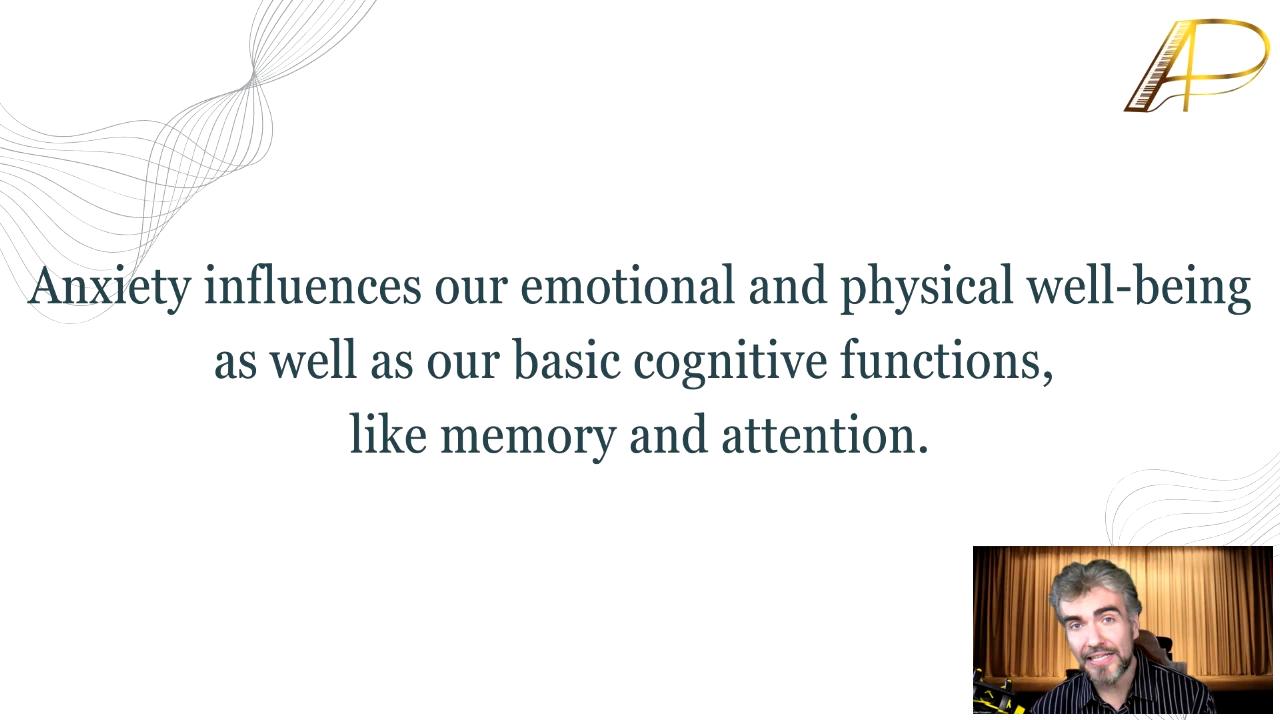 AP
Anxiety influences our emotional and physical well-being
as well as our basic cognitive functions,
like memory and attention.